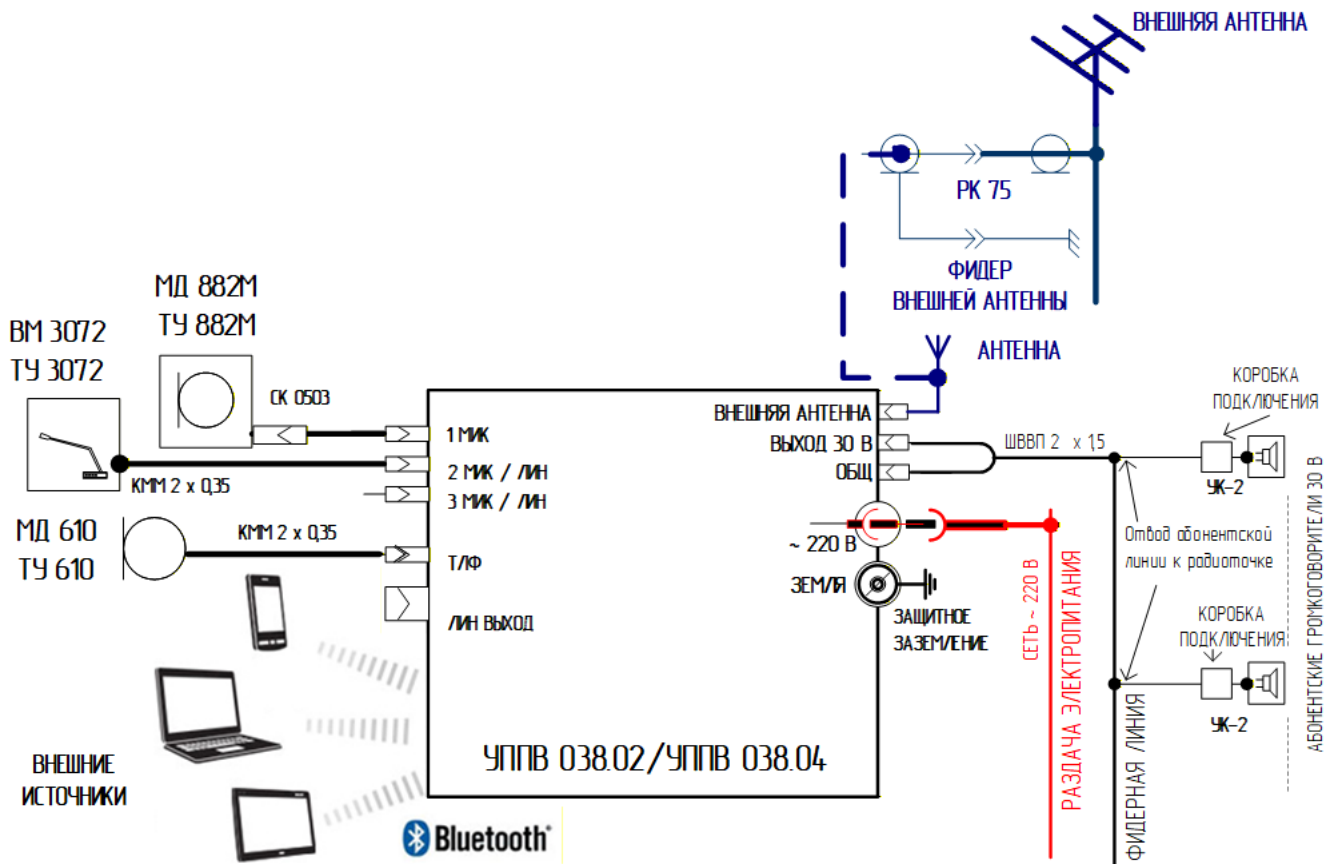 ВНЕШНЯЯ АНТЕННА
РК 75
ФИДЕР
ВНЕШНЕЙ АНТЕННЫ
АНТЕННА
МД 882М
ТУ 882М
ВМ 3072
ТУ 3072
СК 0503
КММ 2 х 0,35
МД 610
ТУ 610
КММ 2 х 0,35
1 МИК
2 МИК / ЛИН
3 МИК / ЛИН
Т/Ф
ЛИН ВЫХОД
ВНЕШНЯЯ АНТЕННА
ВЫХОД 30 В
ОБЩ
~ 220 В
ЗЕМЛЯ
ЗАЩИТНОЕ
ЗАЗЕМЛЕНИЕ
УППВ 038.02/УППВ 038.04
ШВВП 2 х 1,5
КОРОБКА
ПОДКЛЮЧЕНИЯ
УК-2
Отвод абонентской
линии к радиоточке
КОРОБКА
ПОДКЛЮЧЕНИЯ
УК-2
СЕТЬ ~ 220 В
РАЗДАЧА ЭЛЕКТРОПИТАНИЯ
ФИДЕРНАЯ ЛИНИЯ
АБОНЕНТСКИЕ ГРОМКОГОВОРИТЕЛИ 30 В
ВНЕШНИЕ
ИСТОЧНИКИ
Bluetooth®